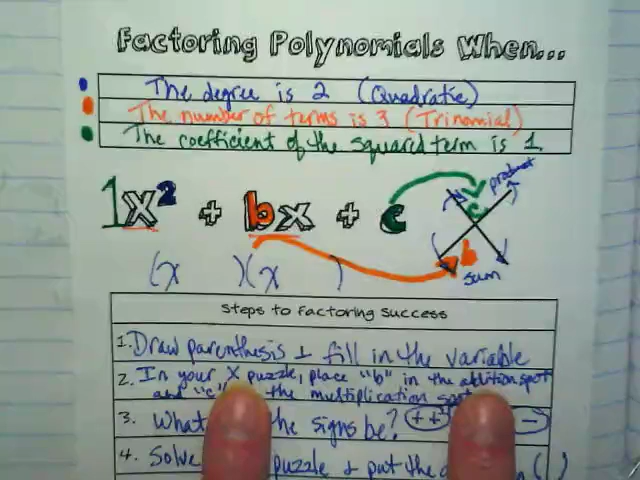 Factoring Polynomials When...
The degree is 2 (Quadratic)
The number of terms is 3 (Trinomial)
The coefficient of the squared term is 1.
1x² + bx + c
product
c
b
sum
(x )(x )
Steps to Factoring Success
1. Draw parenthesis + fill in the variable
2. In your X puzzle, place "b" in the addition spot
and "c" the multiplication
3. What the signs be? (++) -)
4. Solve puzzle + put the ( )